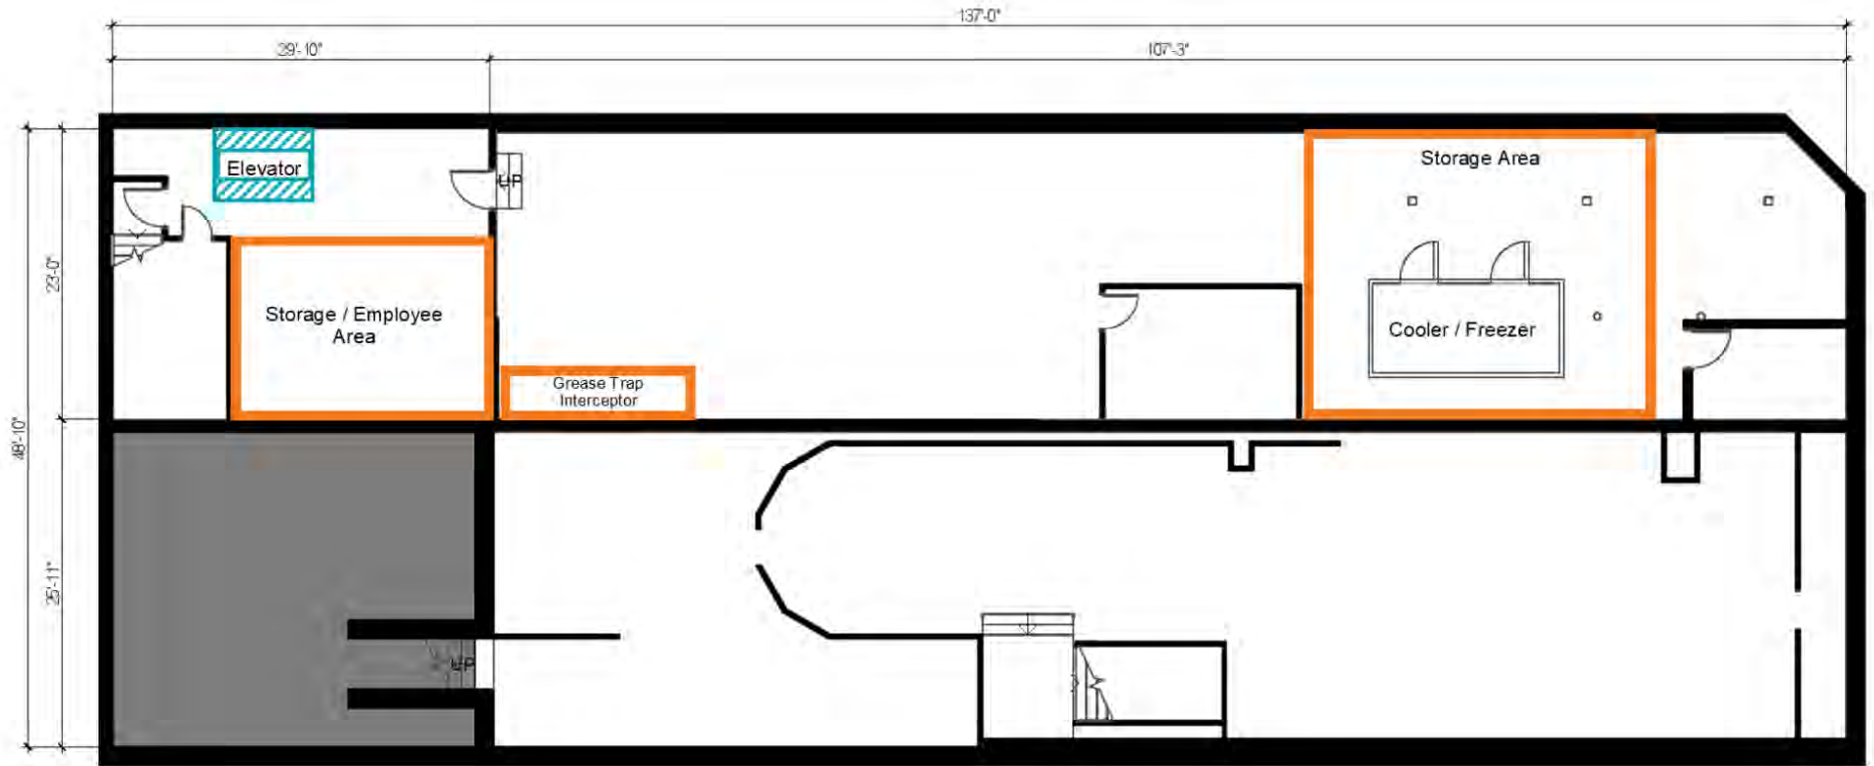 137'-0"
29'-10"
107'-3"
Elevator
UP
Storage Area
23'-0"
Storage / Employee
Area
Cooler / Freezer
Grease Trap
Interceptor
48'-10"
25'-11"
UP